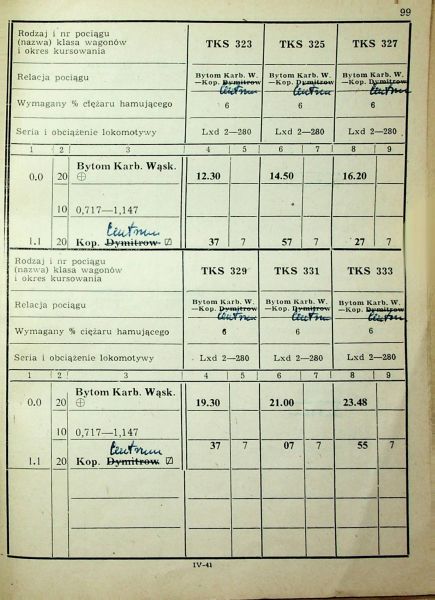 99
Rodzaj i nr pociągu
(nazwa) klasa wagonów
i okres kursowania
TKS 323 TKS 325 TKS 327
Relacja pociągu
Bytom Karb. W. Bytom Karb. W. Bytom Karb. W.
—Kop. Dymitrow —Kop. Dymitrow —Kop. Dymitrow
Centrum Centrum Centrum
Wymagany % ciężaru hamującego 6 6 6
Seria i obciążenie lokomotywy Lxd 2—280 Lxd 2—280 Lxd 2—280
1 2 3 4 5 6 7 8 9
Bytom Karb. Wąsk.
0.0 20 ⊕ 12.30 14.50 16.20
10 0,717—1,147
Centrum
1.1 20 Kop. Dymitrow 37 7 57 7 27 7
Rodzaj i nr pociągu
(nazwa) klasa wagonów
i okres kursowania
TKS 329 TKS 331 TKS 333
Relacja pociągu
Bytom Karb. W. Bytom Karb. W. Bytom Karb. W.
—Kop. Dymitrow —Kop. Dymitrow —Kop. Dymitrow
Centrum Centrum Centrum
Wymagany % ciężaru hamującego 6 6 6
Seria i obciążenie lokomotywy Lxd 2—280 Lxd 2—280 Lxd 2—280
1 2 3 4 5 6 7 8 9
Bytom Karb. Wąsk.
0.0 20 ⊕ 19.30 21.00 23.48
10 0,717—1,147
37 7 07 7 55 7
Centrum
1.1 20 Kop. Dymitrow
IV-41